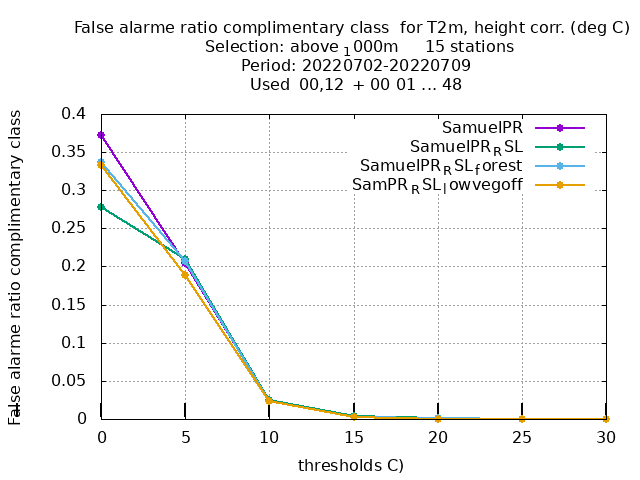 False alarme ratio complimentary class  for T2m, height corr. (deg C)
Selection: above 1000m     15 stations
Period: 20220702-20220709
Used  00,12  + 00 01 ... 48
False alarme ratio complimentary class
0.4
0.35
0.3
0.25
0.2
0.15
0.1
0.05
0
SamuelPR
SamuelPRRSL
SamuelPRRSLforest
SamPRRSLlowvegoff
0 5 10 15 20 25 30
thresholds C)